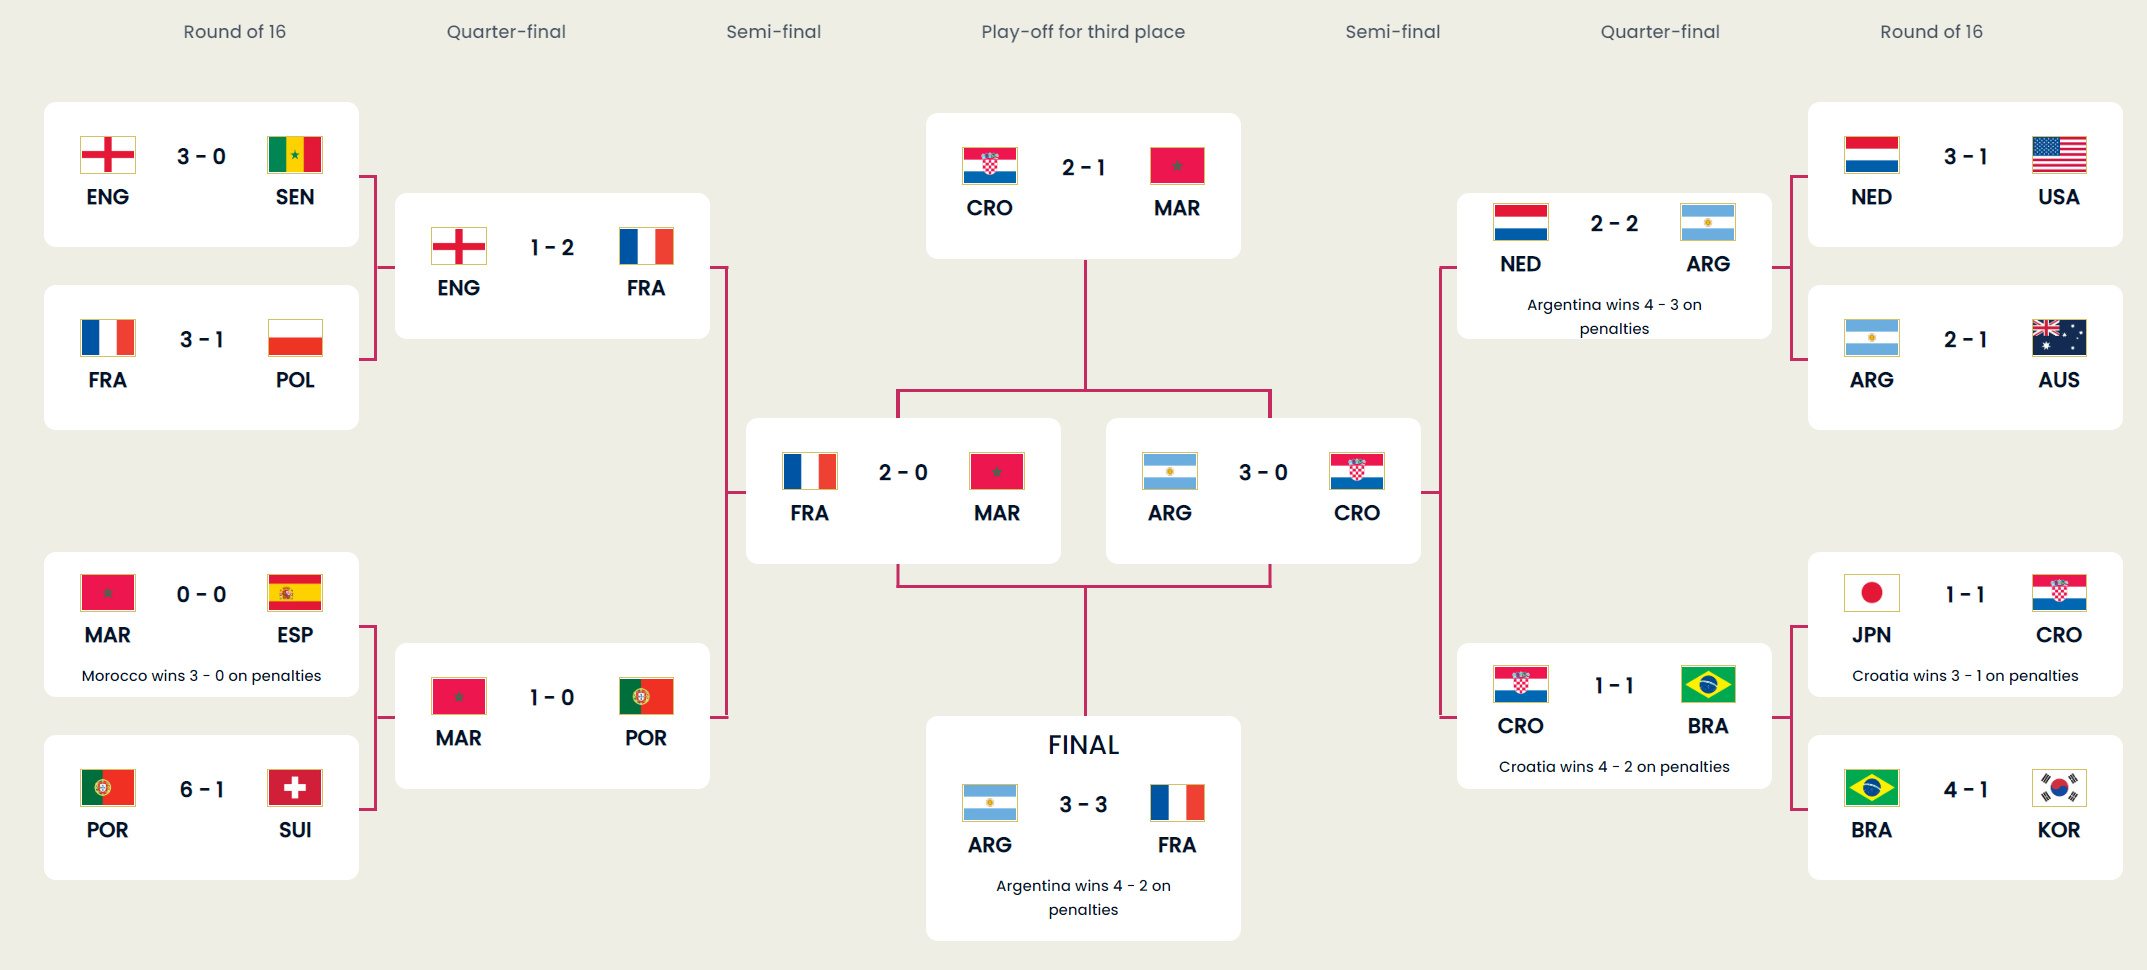 Round of 16
Quarter-final
Semi-final
Play-off for third place
Semi-final
Quarter-final
Round of 16
3 - 0
ENG
SEN
3 - 1
FRA
POL
0 - 0
MAR
ESP
Morocco wins 3 - 0 on penalties
6 - 1
POR
SUI
1 - 2
ENG
FRA
1 - 0
MAR
POR
2 - 0
FRA
MAR
2 - 1
CRO
MAR
FINAL
3 - 3
ARG
FRA
Argentina wins 4 - 2 on
penalties
3 - 0
ARG
CRO
2 - 2
NED
ARG
Argentina wins 4 - 3 on
penalties
1 - 1
CRO
BRA
Croatia wins 4 - 2 on penalties
3 - 1
NED
USA
2 - 1
ARG
AUS
1 - 1
JPN
CRO
Croatia wins 3 - 1 on penalties
4 - 1
BRA
KOR